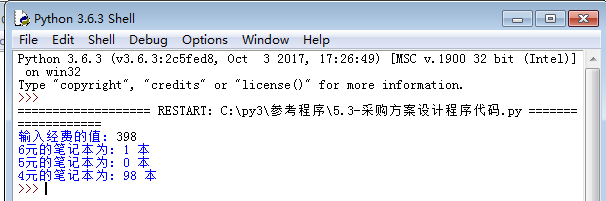 Python 3.6.3 Shell
File Edit Shell Debug Options Window Help
Python 3.6.3 (v3.6.3:2c5fed8, Oct  3 2017, 17:26:49) [MSC v.1900 32 bit (Intel)]
 on win32
Type "copyright", "credits" or "license()" for more information.
>>>
=================== RESTART: C:\py3\参考程序\5.3-采购方案设计程序代码.py =======
============
输入经费的值: 398
6元的笔记本为: 1 本
5元的笔记本为: 0 本
4元的笔记本为: 98 本
>>>